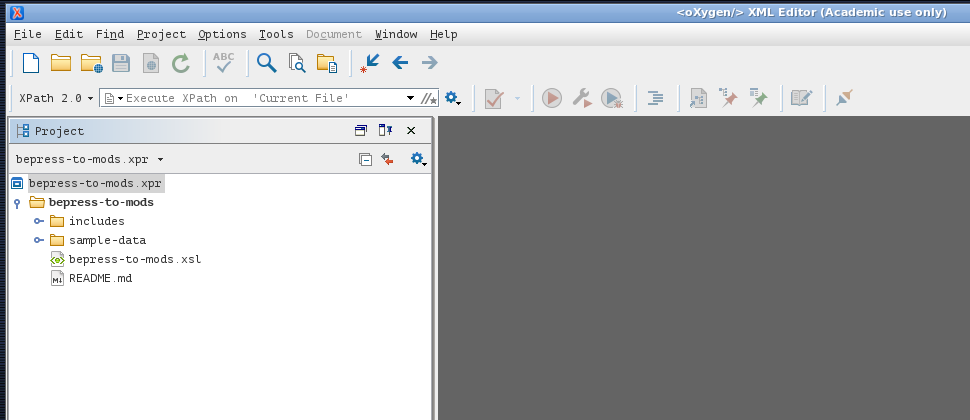 <oXygen/> XML Editor (Academic use only)
File Edit Find Project Options Tools Document Window Help
ABC
XPath 2.0 Execute XPath on 'Current File'
Project
bepress-to-mods.xpr
bepress-to-mods.xpr
bepress-to-mods
includes
sample-data
bepress-to-mods.xsl
M↓ README.md